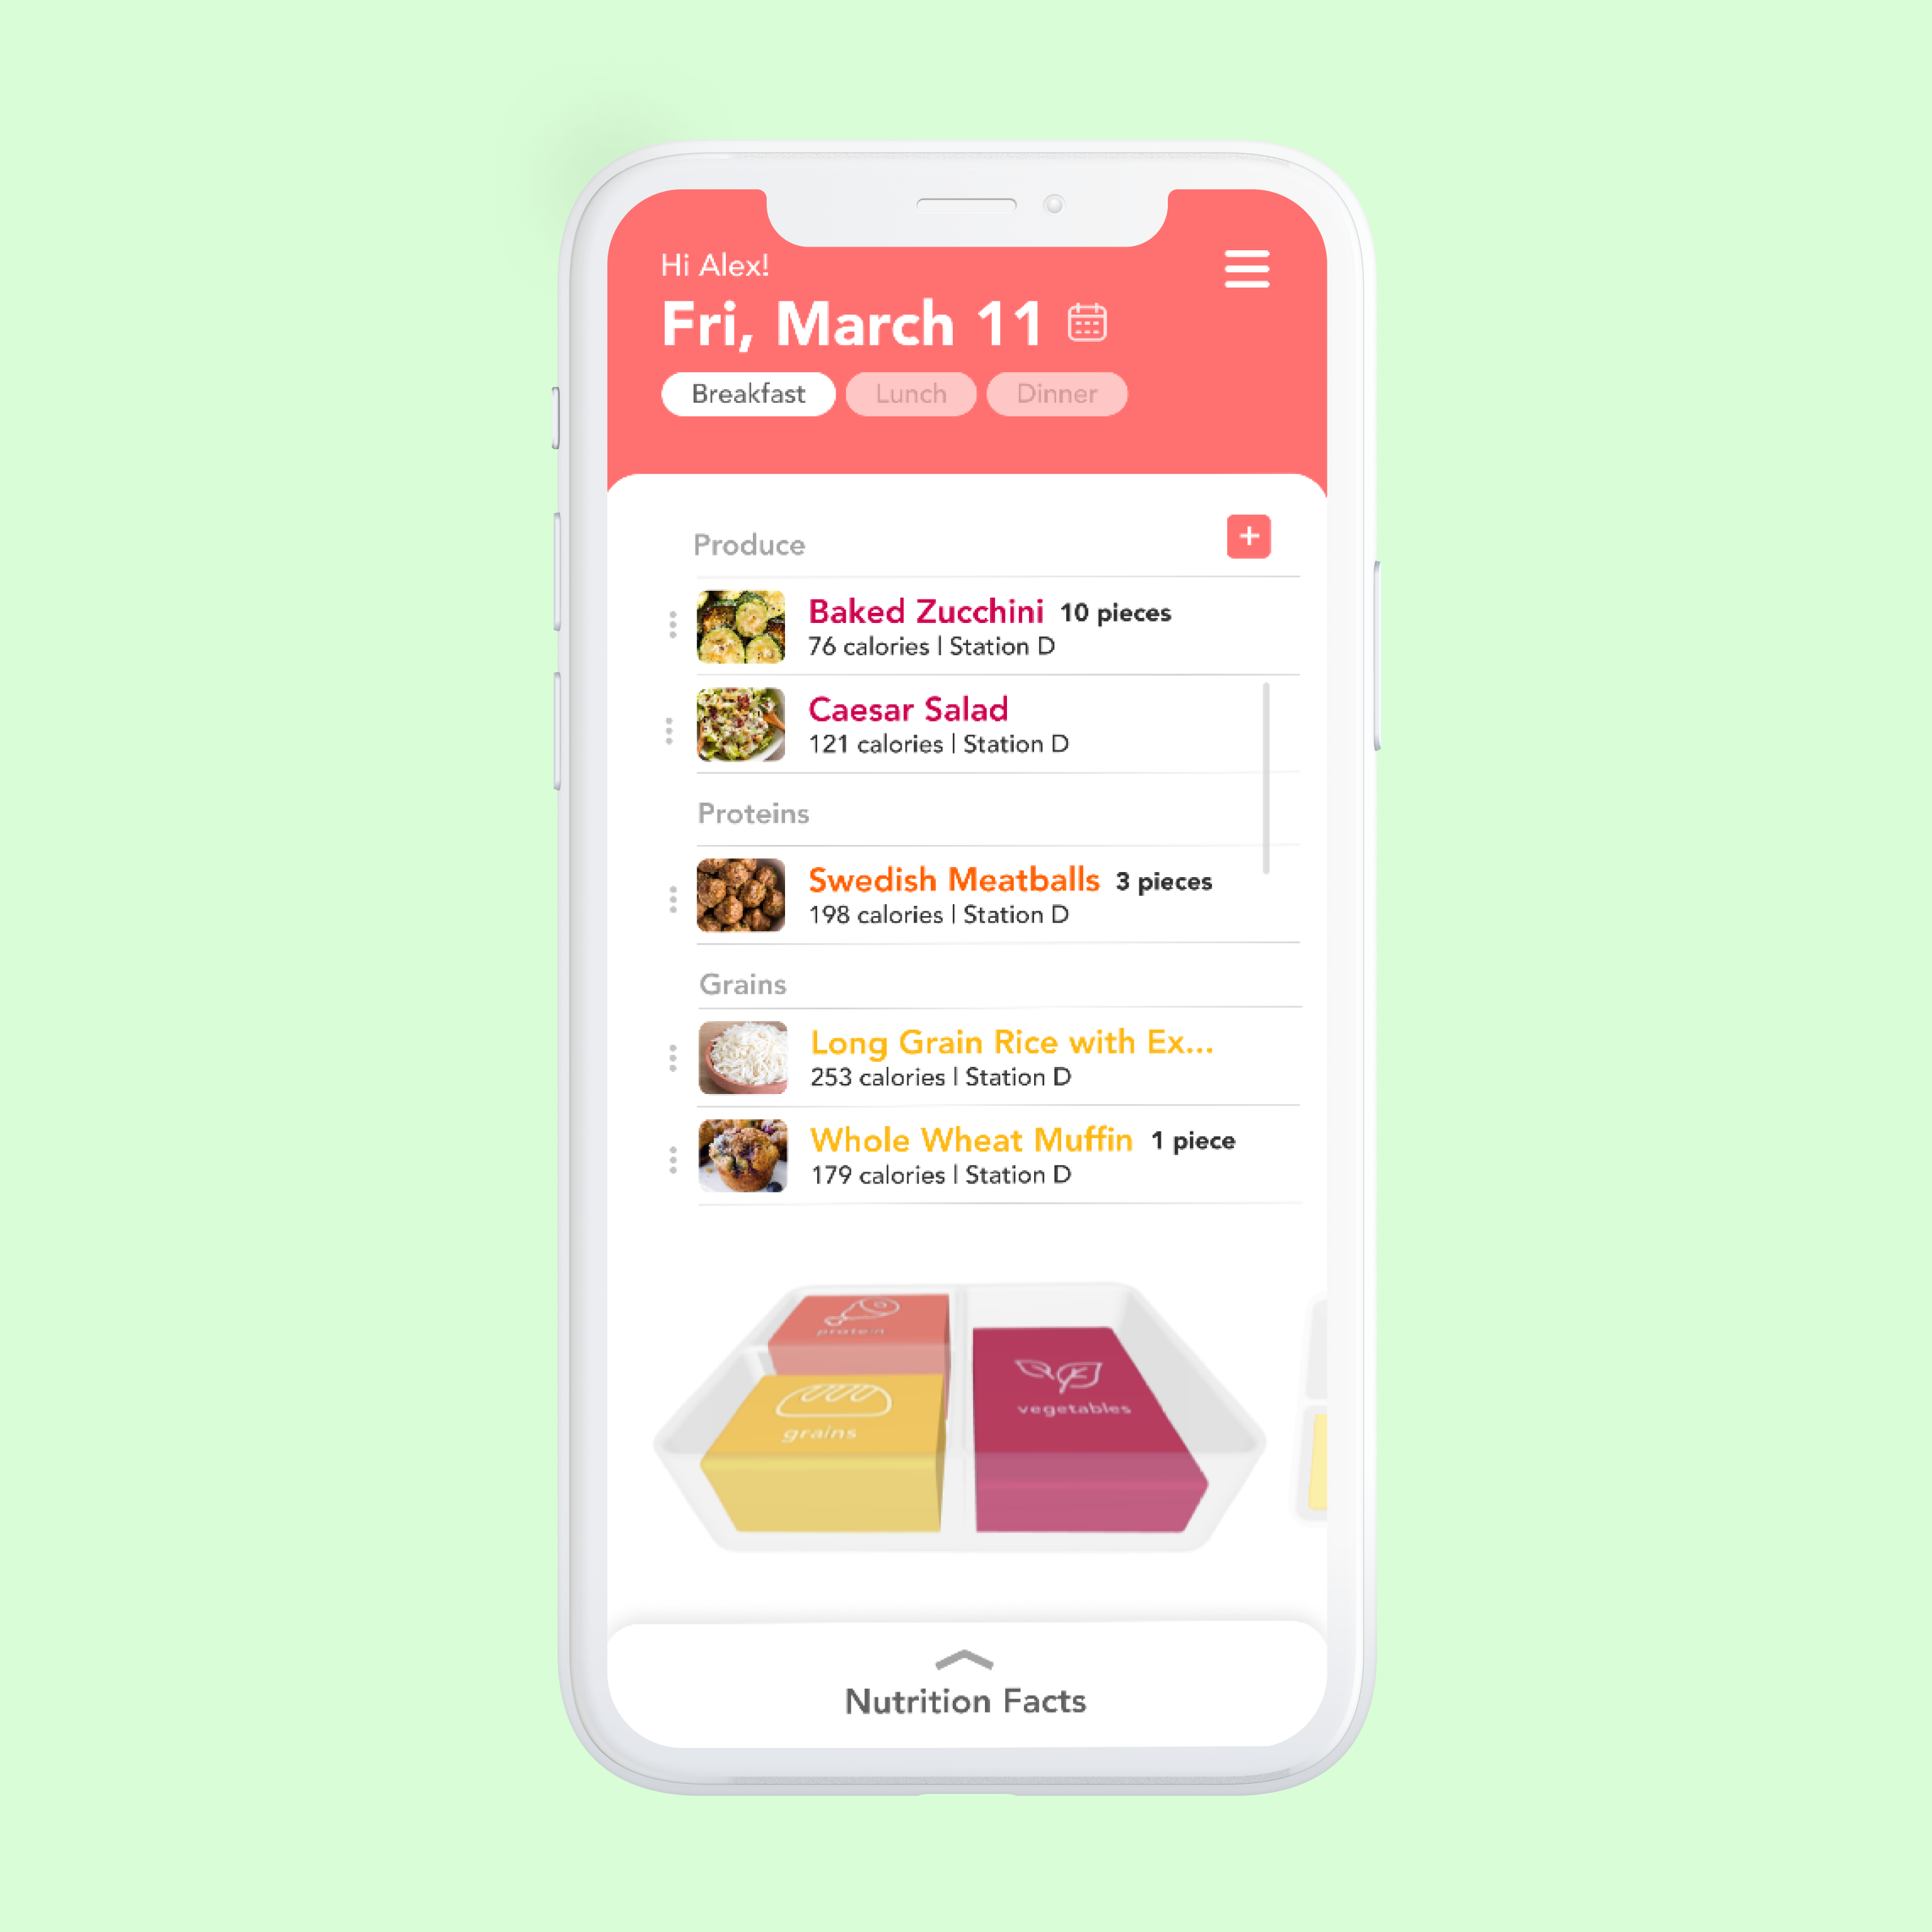 Hi Alex!
Fri, March 11
Breakfast Lunch Dinner
Produce
+
Baked Zucchini 10 pieces
76 calories | Station D
Caesar Salad
121 calories | Station D
Proteins
Swedish Meatballs 3 pieces
198 calories | Station D
Grains
Long Grain Rice with Ex...
253 calories | Station D
Whole Wheat Muffin 1 piece
179 calories | Station D
protein
grains
vegetables
Nutrition Facts